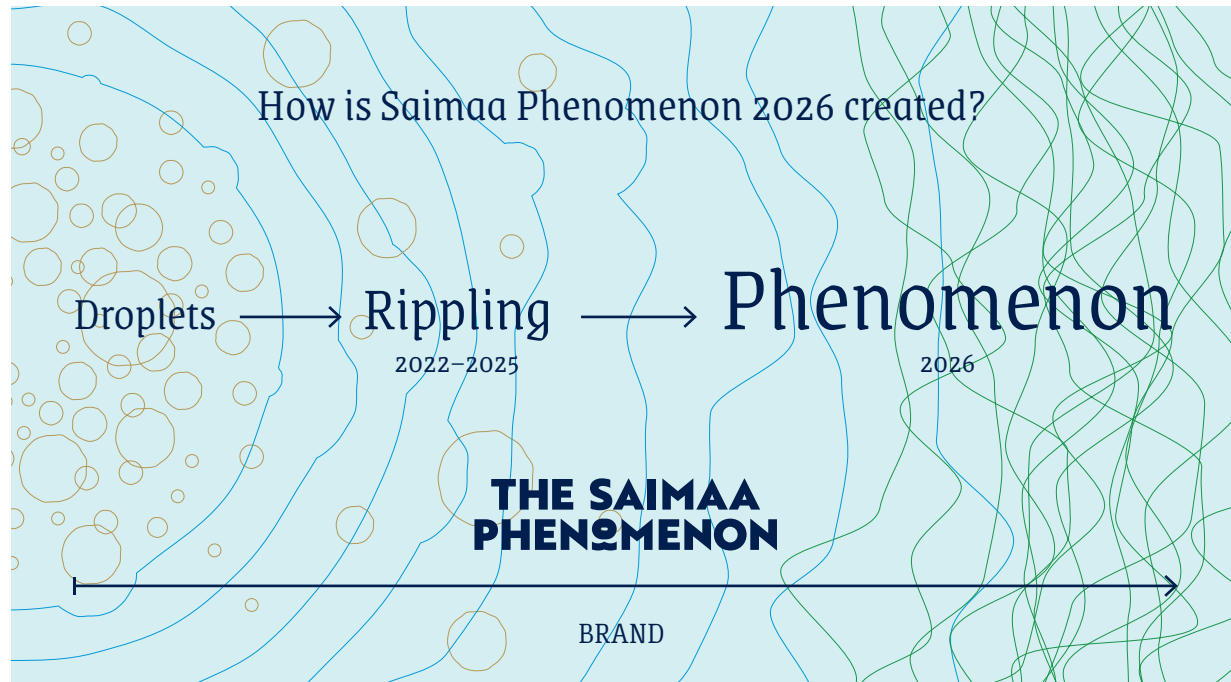 How is Saimaa Phenomenon 2026 created?
Droplets
Rippling
2022–2025
Phenomenon
2026
THE SAIMAA
PHENOMENON
BRAND